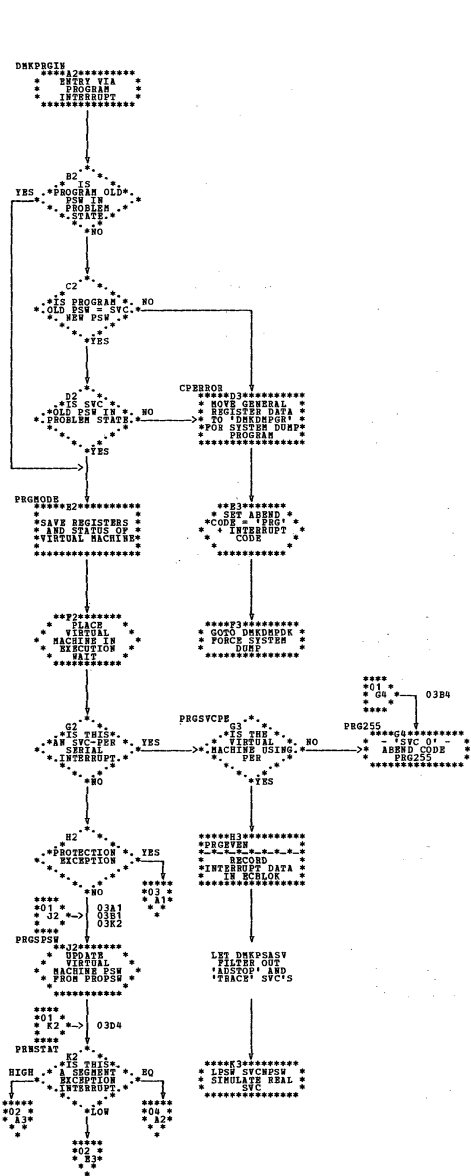 DMKPRGIN
A2
ENTRY VIA
PROGRAM
INTERRUPT
B2
IS
PROGRAM OLD
PSW IN
PROBLEM
STATE.
YES
NO
C2
IS PROGRAM
OLD PSW = SVC
NEW PSW
NO
YES
D2
IS SVC
OLD PSW IN
PROBLEM STATE
NO
YES
CPERROR
D3
MOVE GENERAL
REGISTER DATA
TO 'DMKDMPGR'
FOR SYSTEM DUMP
PROGRAM
PRGMODE
E2
SAVE REGISTERS
AND STATUS OF
VIRTUAL MACHINE
E3
SET ABEND
CODE = 'PRG'
+ INTERRUPT
CODE
F2
PLACE
VIRTUAL
MACHINE IN
EXECUTION
WAIT
F3
GOTO DMKDMPDK
FORCE SYSTEM
DUMP
01
G4
03B4
G2
IS THIS
AN SVC-PER
SERIAL
INTERRUPT
YES
NO
PRGSVCPE
G3
IS THE
VIRTUAL
MACHINE USING
PER
NO
YES
PRG255
G4
- 'SVC 0' -
ABEND CODE
PRG255
H2
PROTECTION
EXCEPTION
YES
NO
03
A1
H3
PRGEVEN
RECORD
INTERRUPT DATA
IN ECBLOK
01
J2
03A1
03B1
03K2
PRGSPSW
J2
UPDATE
VIRTUAL
MACHINE PSW
FROM PROPSW
LET DMKPSASV
FILTER OUT
'ADSTOP' AND
'TRACE' SVC'S
01
K2
03D4
PRNSTAT
K2
IS THIS
A SEGMENT
EXCEPTION
INTERRUPT
HIGH
EQ
LOW
K3
LPSW SVCNPSW
SIMULATE REAL
SVC
02
A3
04
A2
02
E3